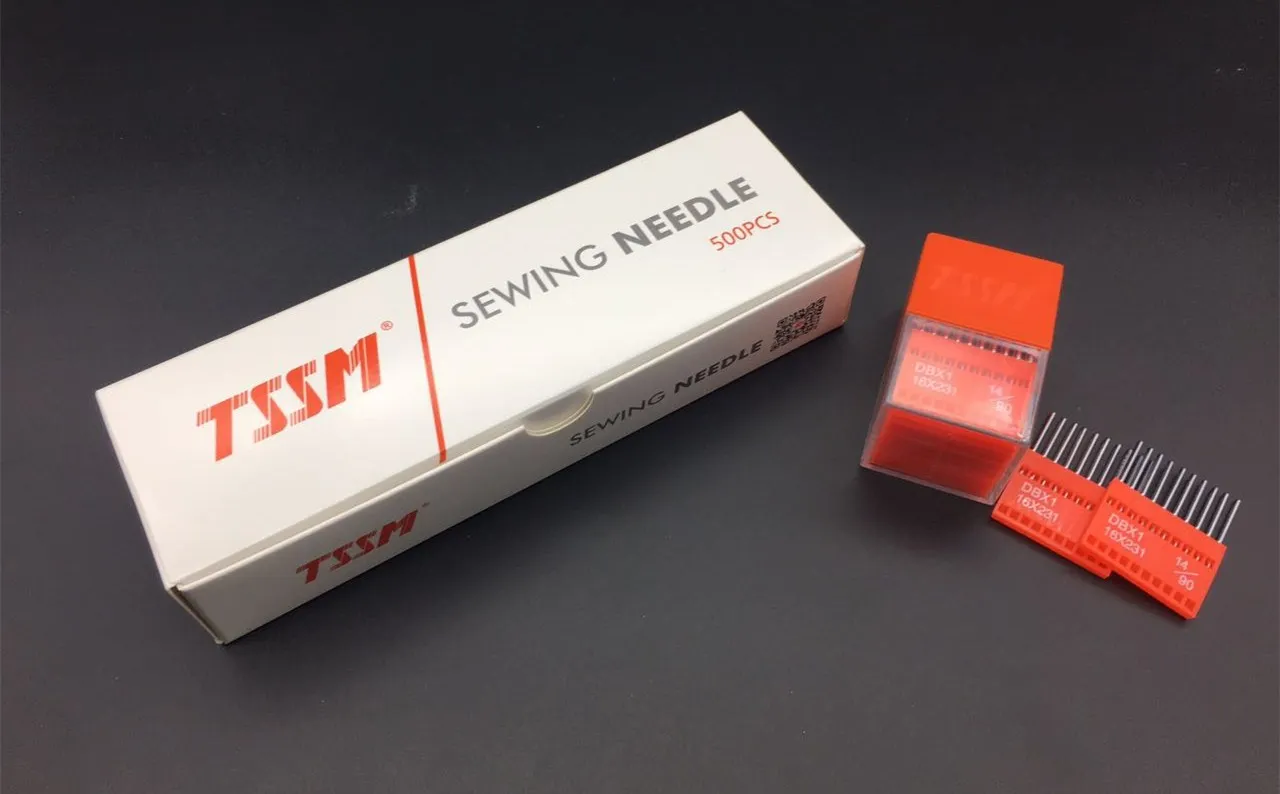 TSSM®
SEWING NEEDLE
500PCS
TSSM
SEWING NEEDLE
TSSM
DBX1
16X231
14/90
DBX1
16X231
DBX1
16X231
14/90